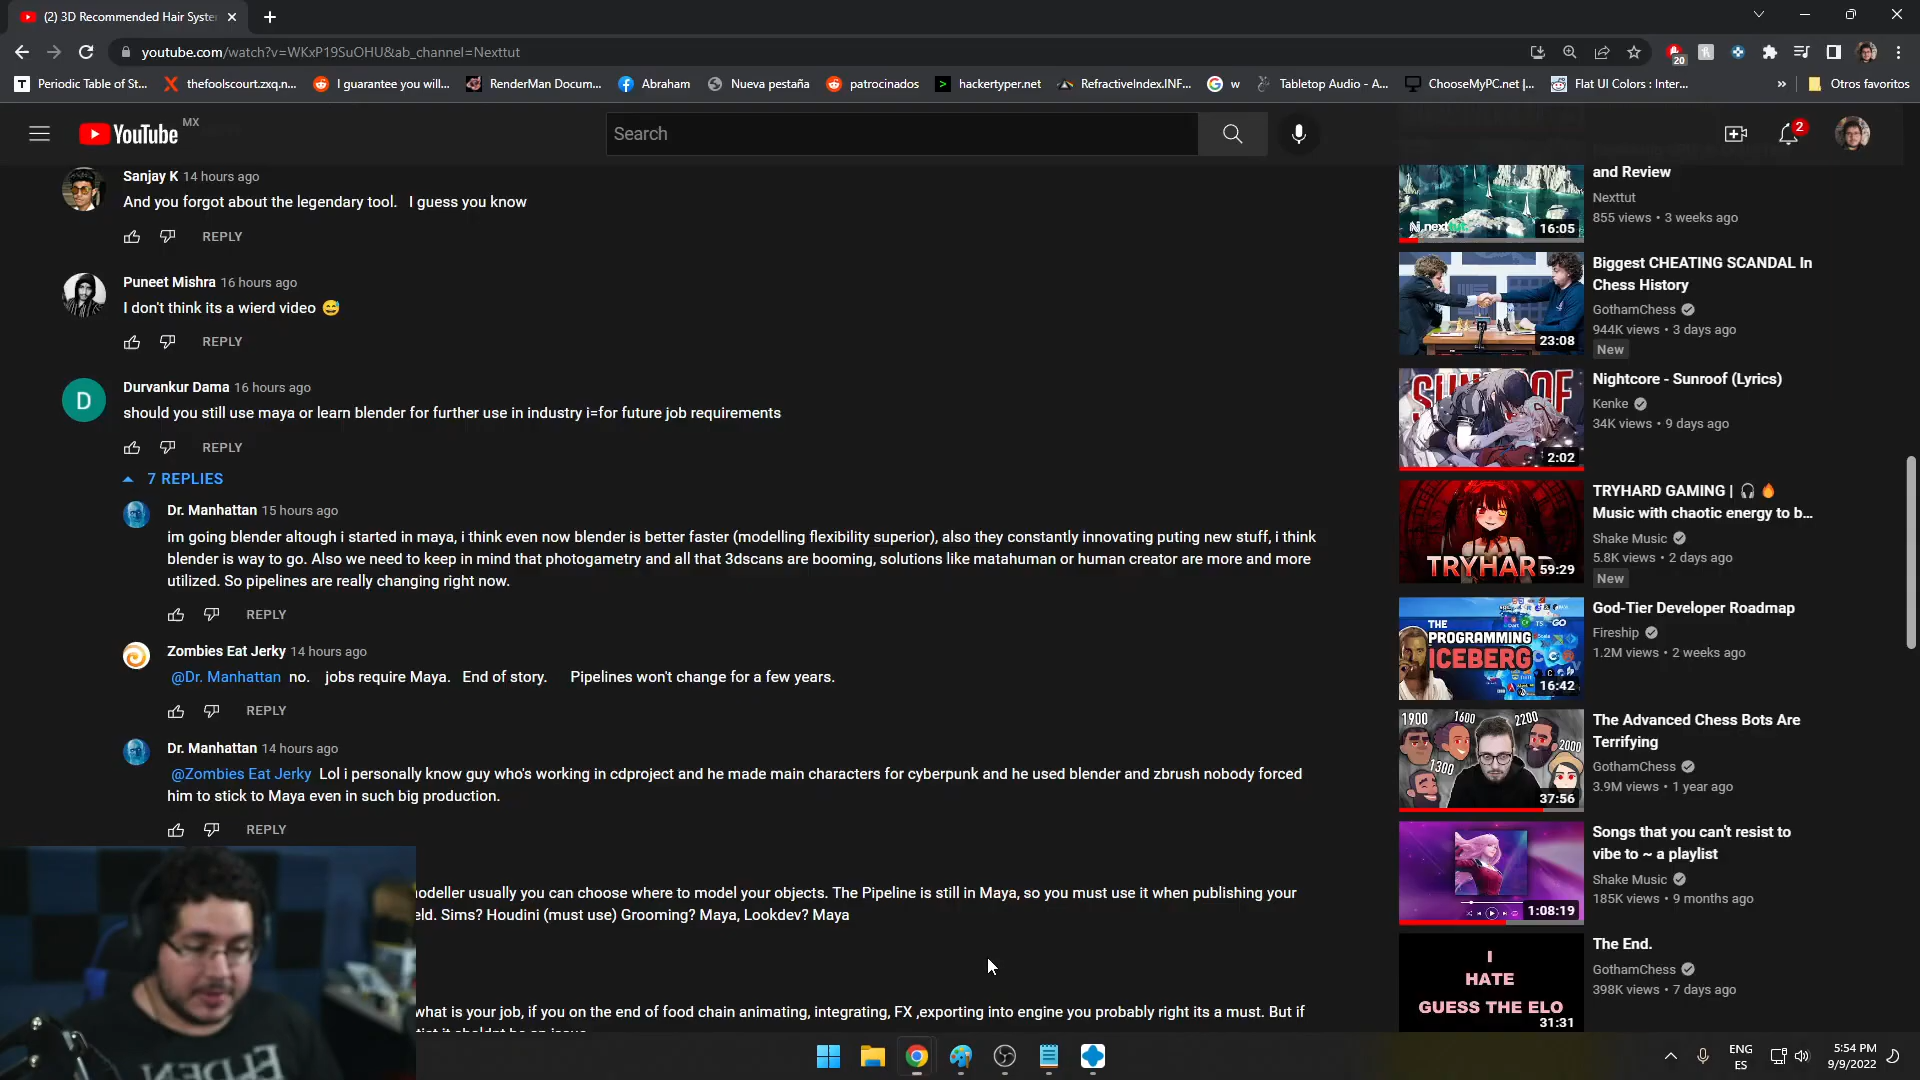 (2) 3D Recommended Hair Syste
youtube.com/watch?v=WKxP19SuOHU&ab_channel=Nexttut
20
Periodic Table of St...
thefoolscourt.zxq.n...
I guarantee you will...
RenderMan Docum...
Abraham
Nueva pestaña
patrocinados
hackertyper.net
RefractiveIndex.INF...
w
Tabletop Audio - A...
ChooseMyPC.net |...
Flat UI Colors : Inter...
»
Otros favoritos
YouTube MX
Search
2
Sanjay K 14 hours ago
And you forgot about the legendary tool. I guess you know
REPLY
Puneet Mishra 16 hours ago
I don't think its a wierd video 😅
REPLY
D
Durvankur Dama 16 hours ago
should you still use maya or learn blender for further use in industry i=for future job requirements
REPLY
7 REPLIES
Dr. Manhattan 15 hours ago
im going blender altough i started in maya, i think even now blender is better faster (modelling flexibility superior), also they constantly innovating puting new stuff, i think
blender is way to go. Also we need to keep in mind that photogametry and all that 3dscans are booming, solutions like matahuman or human creator are more and more
utilized. So pipelines are really changing right now.
REPLY
Zombies Eat Jerky 14 hours ago
@Dr. Manhattan no. jobs require Maya. End of story. Pipelines won't change for a few years.
REPLY
Dr. Manhattan 14 hours ago
@Zombies Eat Jerky Lol i personally know guy who's working in cdproject and he made main characters for cyberpunk and he used blender and zbrush nobody forced
him to stick to Maya even in such big production.
REPLY
odeller usually you can choose where to model your objects. The Pipeline is still in Maya, so you must use it when publishing your
eld. Sims? Houdini (must use) Grooming? Maya, Lookdev? Maya
what is your job, if you on the end of food chain animating, integrating, FX ,exporting into engine you probably right its a must. But if
ELDEN
nextt
16:05
and Review
Nexttut
855 views • 3 weeks ago
23:08
Biggest CHEATING SCANDAL In
Chess History
GothamChess
944K views • 3 days ago
New
SUNROOF
2:02
Nightcore - Sunroof (Lyrics)
Kenke
34K views • 9 days ago
TRYHARD
59:29
TRYHARD GAMING | 🎧 🔥
Music with chaotic energy to b...
Shake Music
5.8K views • 2 days ago
New
THE
PROGRAMMING
ICEBERG
GO
16:42
God-Tier Developer Roadmap
Fireship
1.2M views • 2 weeks ago
1900
1600
2200
2000
1300
37:56
The Advanced Chess Bots Are
Terrifying
GothamChess
3.9M views • 1 year ago
1:08:19
Songs that you can't resist to
vibe to ~ a playlist
Shake Music
185K views • 9 months ago
I
HATE
GUESS THE ELO
31:31
The End.
GothamChess
398K views • 7 days ago
ENG
ES
5:54 PM
9/9/2022